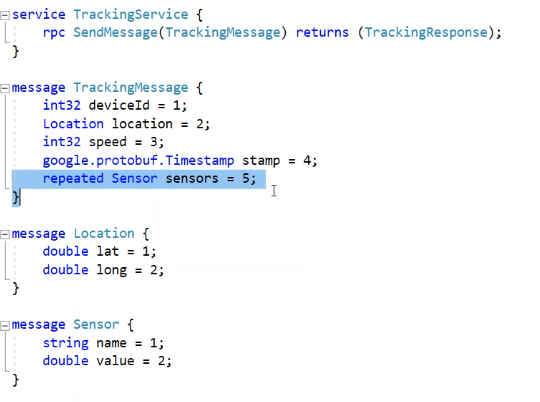 service TrackingService {
rpc SendMessage(TrackingMessage) returns (TrackingResponse);
}
message TrackingMessage {
int32 deviceId = 1;
Location location = 2;
int32 speed = 3;
google.protobuf.Timestamp stamp = 4;
repeated Sensor sensors = 5;
}
message Location {
double lat = 1;
double long = 2;
}
message Sensor {
string name = 1;
double value = 2;
}